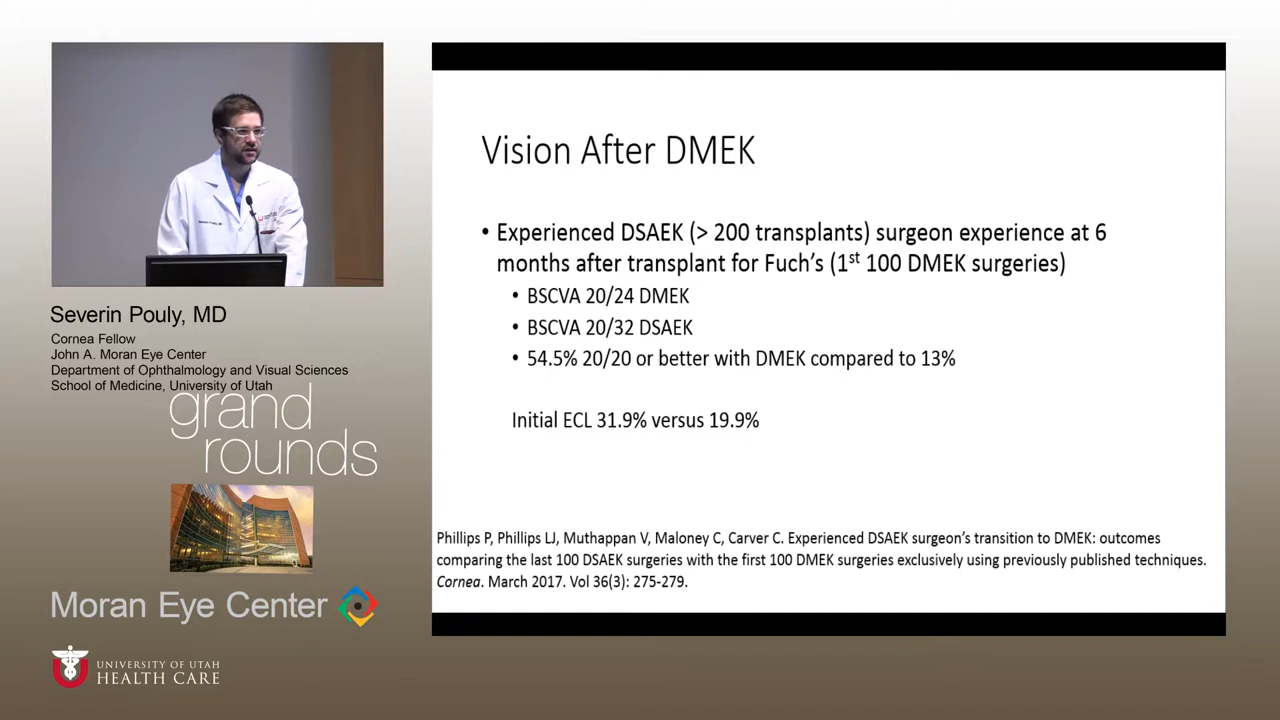 Severin Pouly, MD
Cornea Fellow
John A. Moran Eye Center
Department of Ophthalmology and Visual Sciences
School of Medicine, University of Utah
grand
rounds
Moran Eye Center
UNIVERSITY OF UTAH
HEALTH CARE
Vision After DMEK
• Experienced DSAEK (> 200 transplants) surgeon experience at 6
months after transplant for Fuch's (1st 100 DMEK surgeries)
• BSCVA 20/24 DMEK
• BSCVA 20/32 DSAEK
• 54.5% 20/20 or better with DMEK compared to 13%
Initial ECL 31.9% versus 19.9%
Phillips P, Phillips LJ, Muthappan V, Maloney C, Carver C. Experienced DSAEK surgeon's transition to DMEK: outcomes
comparing the last 100 DSAEK surgeries with the first 100 DMEK surgeries exclusively using previously published techniques.
Cornea. March 2017. Vol 36(3): 275-279.